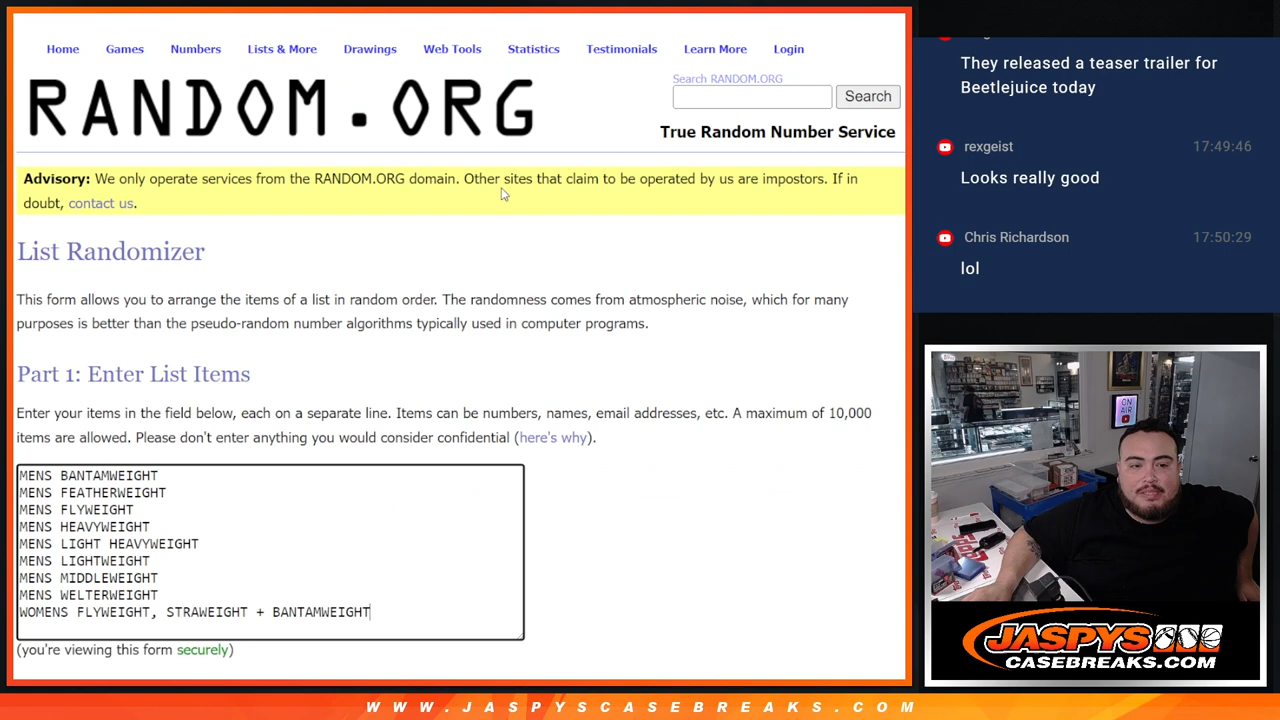 Home Games Numbers Lists & More Drawings Web Tools Statistics Testimonials Learn More Login
RANDOM.ORG
Search RANDOM.ORG
Search
True Random Number Service
Advisory: We only operate services from the RANDOM.ORG domain. Other sites that claim to be operated by us are impostors. If in
doubt, contact us.
List Randomizer
This form allows you to arrange the items of a list in random order. The randomness comes from atmospheric noise, which for many
purposes is better than the pseudo-random number algorithms typically used in computer programs.
Part 1: Enter List Items
Enter your items in the field below, each on a separate line. Items can be numbers, names, email addresses, etc. A maximum of 10,000
items are allowed. Please don't enter anything you would consider confidential (here's why).
MENS BANTAMWEIGHT
MENS FEATHERWEIGHT
MENS FLYWEIGHT
MENS HEAVYWEIGHT
MENS LIGHT HEAVYWEIGHT
MENS LIGHTWEIGHT
MENS MIDDLEWEIGHT
MENS WELTERWEIGHT
WOMENS FLYWEIGHT, STRAWEIGHT + BANTAMWEIGHT
(you're viewing this form securely)
They released a teaser trailer for
Beetlejuice today
rexgeist 17:49:46
Looks really good
Chris Richardson 17:50:29
lol
ON
AIR
JASPYS
CASEBREAKS.COM
WWW.JASPYSCASEBREAKS.COM